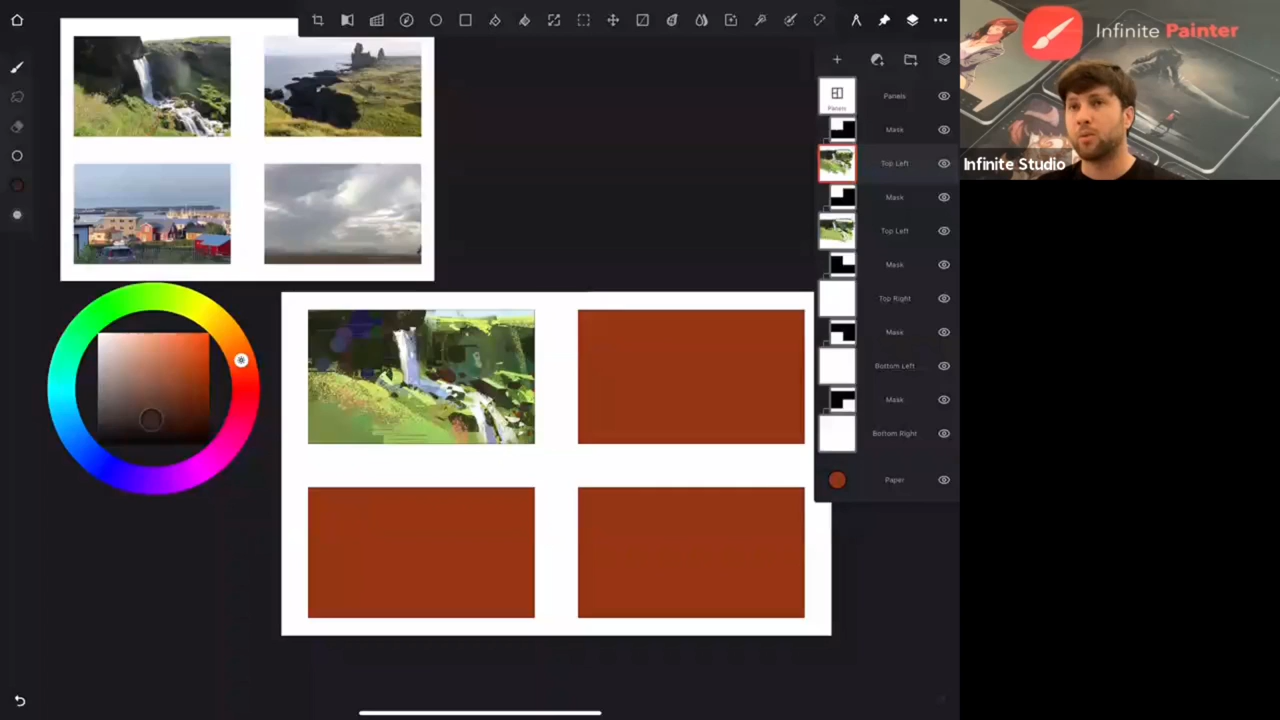 Infinite Painter
Infinite Studio
Panels
Panels
Mask
Top Left
Mask
Top Left
Mask
Top Right
Mask
Bottom Left
Mask
Bottom Right
Paper